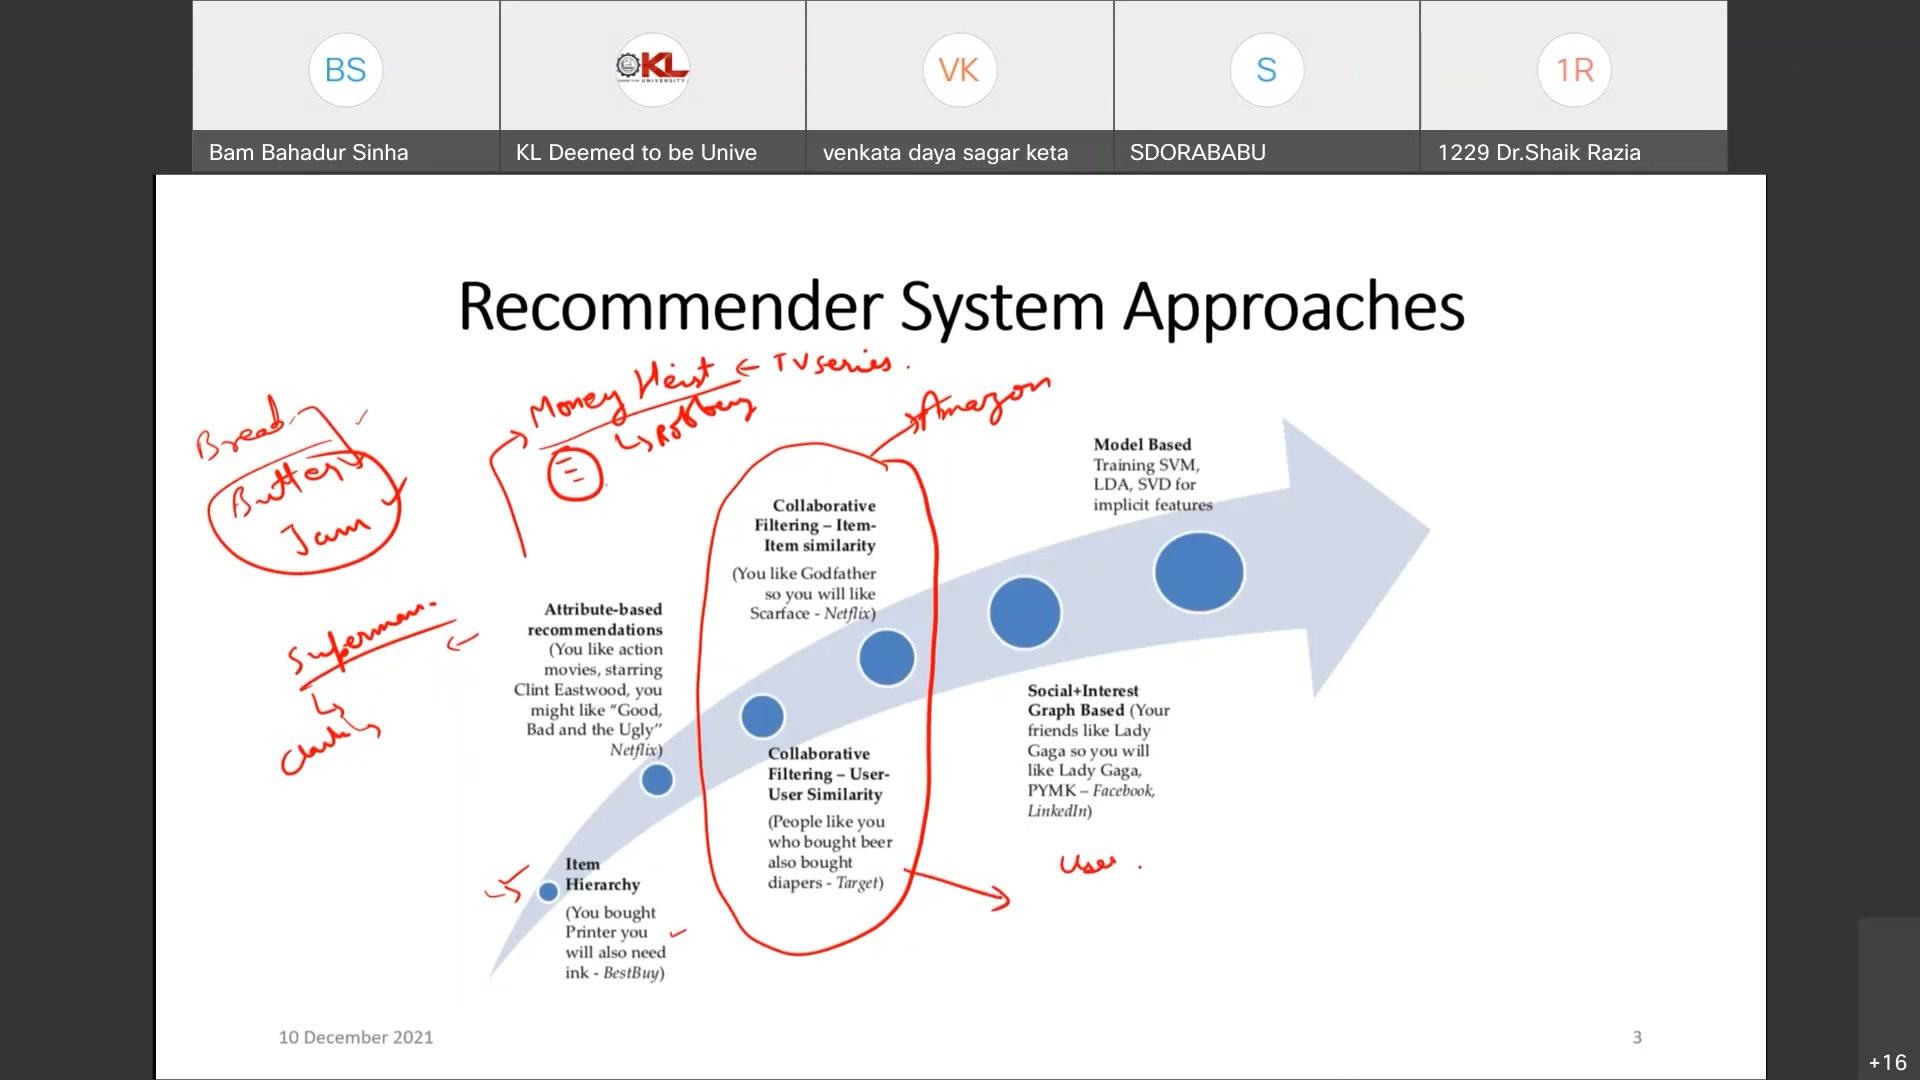 BS
KL
UNIVERSITY
VK
S
1R
Bam Bahadur Sinha
KL Deemed to be Unive
venkata daya sagar keta
SDORABABU
1229 Dr.Shaik Razia
Recommender System Approaches
Money Heist ← TV series.
↳ Robbery
Amazon
Bread
Butter
Jam
Superman.
Model Based
Training SVM,
LDA, SVD for
implicit features
Collaborative
Filtering – Item-
Item similarity
(You like Godfather
so you will like
Scarface - Netflix)
Attribute-based
recommendations
(You like action
movies, starring
Clint Eastwood, you
might like “Good,
Bad and the Ugly”
Netflix)
Social+Interest
Graph Based (Your
friends like Lady
Gaga so you will
like Lady Gaga,
PYMK – Facebook,
LinkedIn)
Collaborative
Filtering – User-
User Similarity
(People like you
who bought beer
also bought
diapers - Target)
User.
Item
Hierarchy
(You bought
Printer you
will also need
ink - BestBuy)
10 December 2021
3
+16